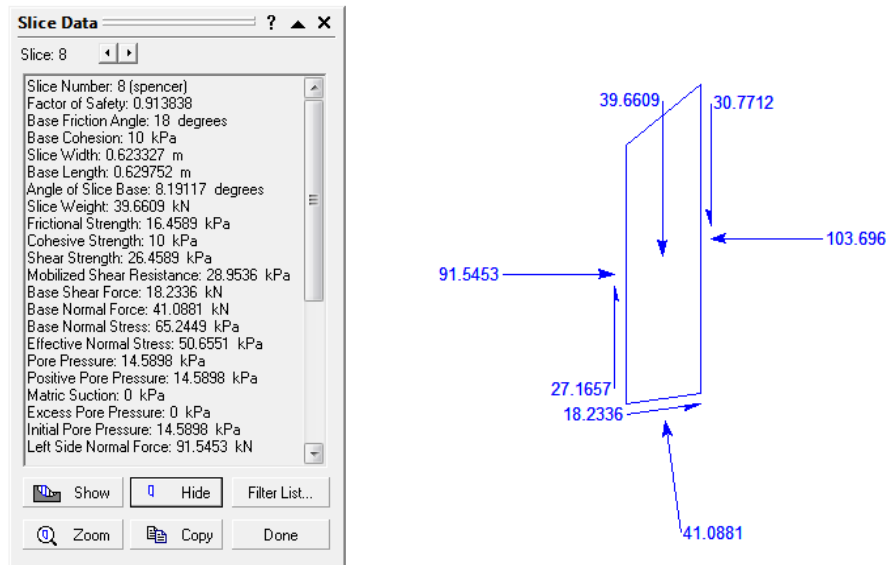 Slice Data ? 
Slice: 8
Slice Number: 8 (spencer)
Factor of Safety: 0.913838
Base Friction Angle: 18 degrees
Base Cohesion: 10 kPa
Slice Width: 0.623327 m
Base Length: 0.629752 m
Angle of Slice Base: 8.19117 degrees
Slice Weight: 39.6609 kN
Frictional Strength: 16.4589 kPa
Cohesive Strength: 10 kPa
Shear Strength: 26.4589 kPa
Mobilized Shear Resistance: 28.9536 kPa
Base Shear Force: 18.2336 kN
Base Normal Force: 41.0881 kN
Base Normal Stress: 65.2449 kPa
Effective Normal Stress: 50.6551 kPa
Pore Pressure: 14.5898 kPa
Positive Pore Pressure: 14.5898 kPa
Matric Suction: 0 kPa
Excess Pore Pressure: 0 kPa
Initial Pore Pressure: 14.5898 kPa
Left Side Normal Force: 91.5453 kN
Show Hide Filter List...
Zoom Copy Done
39.6609 30.7712
103.696
91.5453
27.1657
18.2336
41.0881